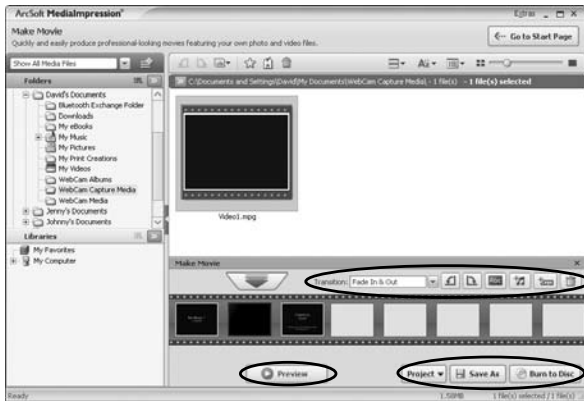 ArcSoft MediaImpression™
Extras
Make Movie
Quickly and easily produce professional-looking movies featuring your own photo and video files.
Go to Start Page
Show All Media Files
Folders
C:\Documents and Settings\David\My Documents\WebCam Capture Media\ - 1 file(s) - 1 file(s) selected
David's Documents
Bluetooth Exchange Folder
Downloads
My eBooks
My Music
My Pictures
My Print Creations
My Videos
WebCam Albums
WebCam Capture Media
WebCam Media
Jenny's Documents
Johnny's Documents
Video1.mpg
Libraries
My Favorites
My Computer
Make Movie
Transition: Fade In & Out
Preview
Project
Save As
Burn to Disc
Ready
1.50MB
1 file(s) selected / 1 file(s)